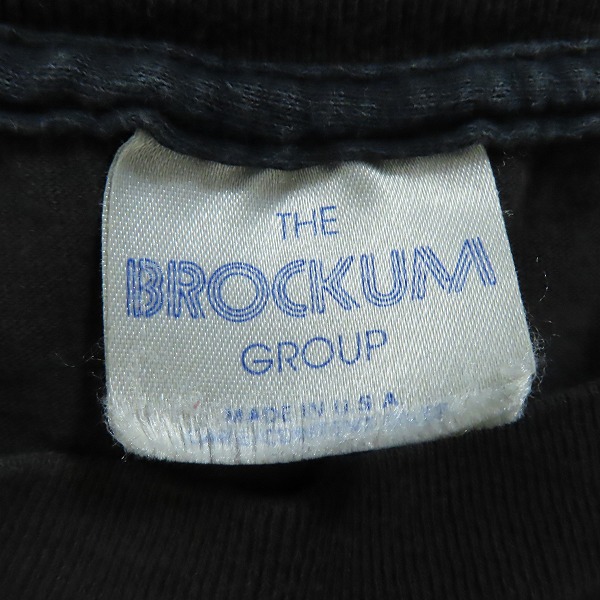 THE
BROCKUM
GROUP
MADE IN U.S.A.